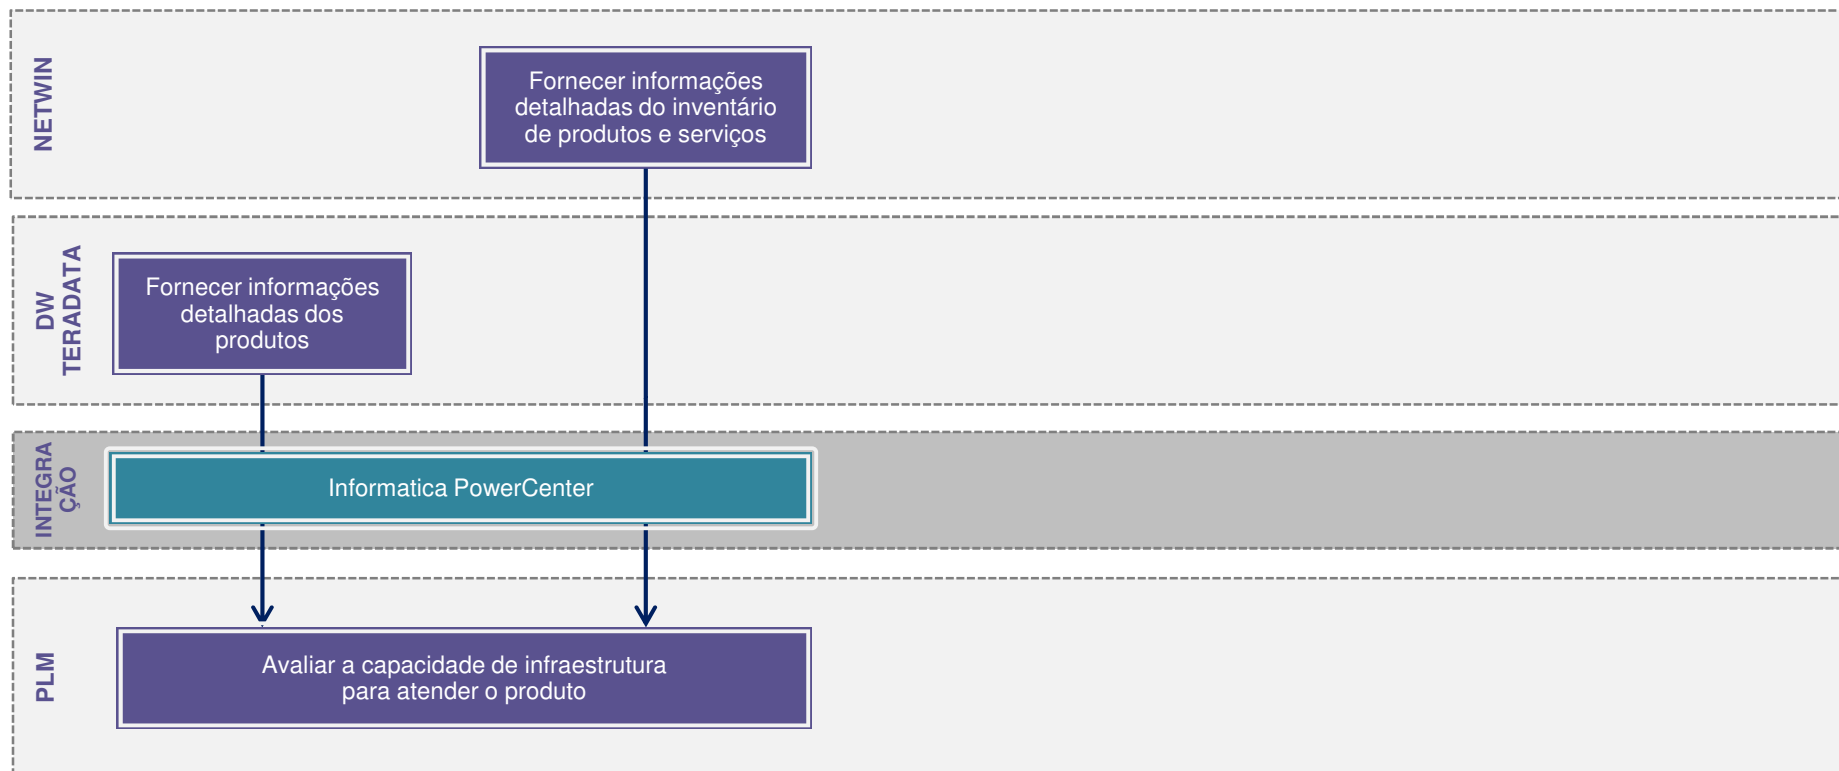 NETWIN
Fornecer informações
detalhadas do inventário
de produtos e serviços
DW
TERADATA
Fornecer informações
detalhadas dos
produtos
INTEGRA
ÇÃO
Informatica PowerCenter
PLM
Avaliar a capacidade de infraestrutura
para atender o produto